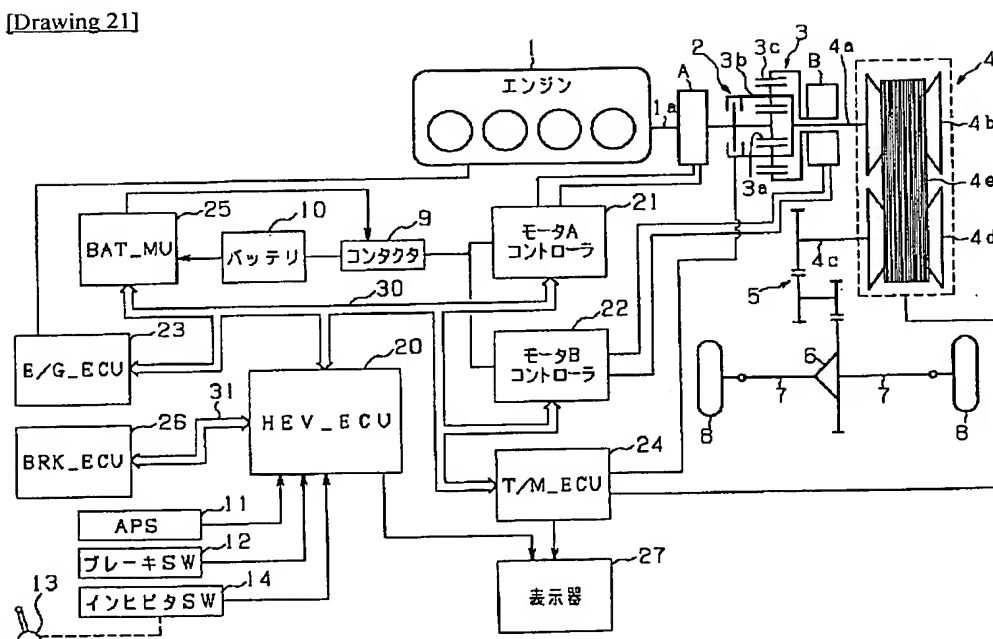 [Drawing 21]
1
エンジン
1a
A
2
3b
3c
3
3a
B
4a
4
4b
4e
4d
4c
5
6
7
7
8
8
25
BAT_MU
10
バッテリ
9
コンタクタ
21
モータA
コントローラ
30
22
モータB
コントローラ
23
E/G_ECU
20
HEV_ECU
31
26
BRK_ECU
24
T/M_ECU
11
APS
12
ブレーキSW
14
インヒビタSW
13
27
表示器